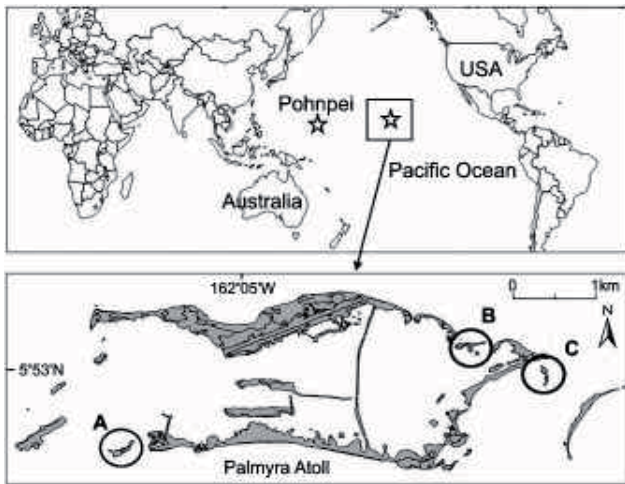 USA
Pohnpei
Pacific Ocean
Australia
162°05'W
0 1km
B
N
C
5°53'N
A
Palmyra Atoll